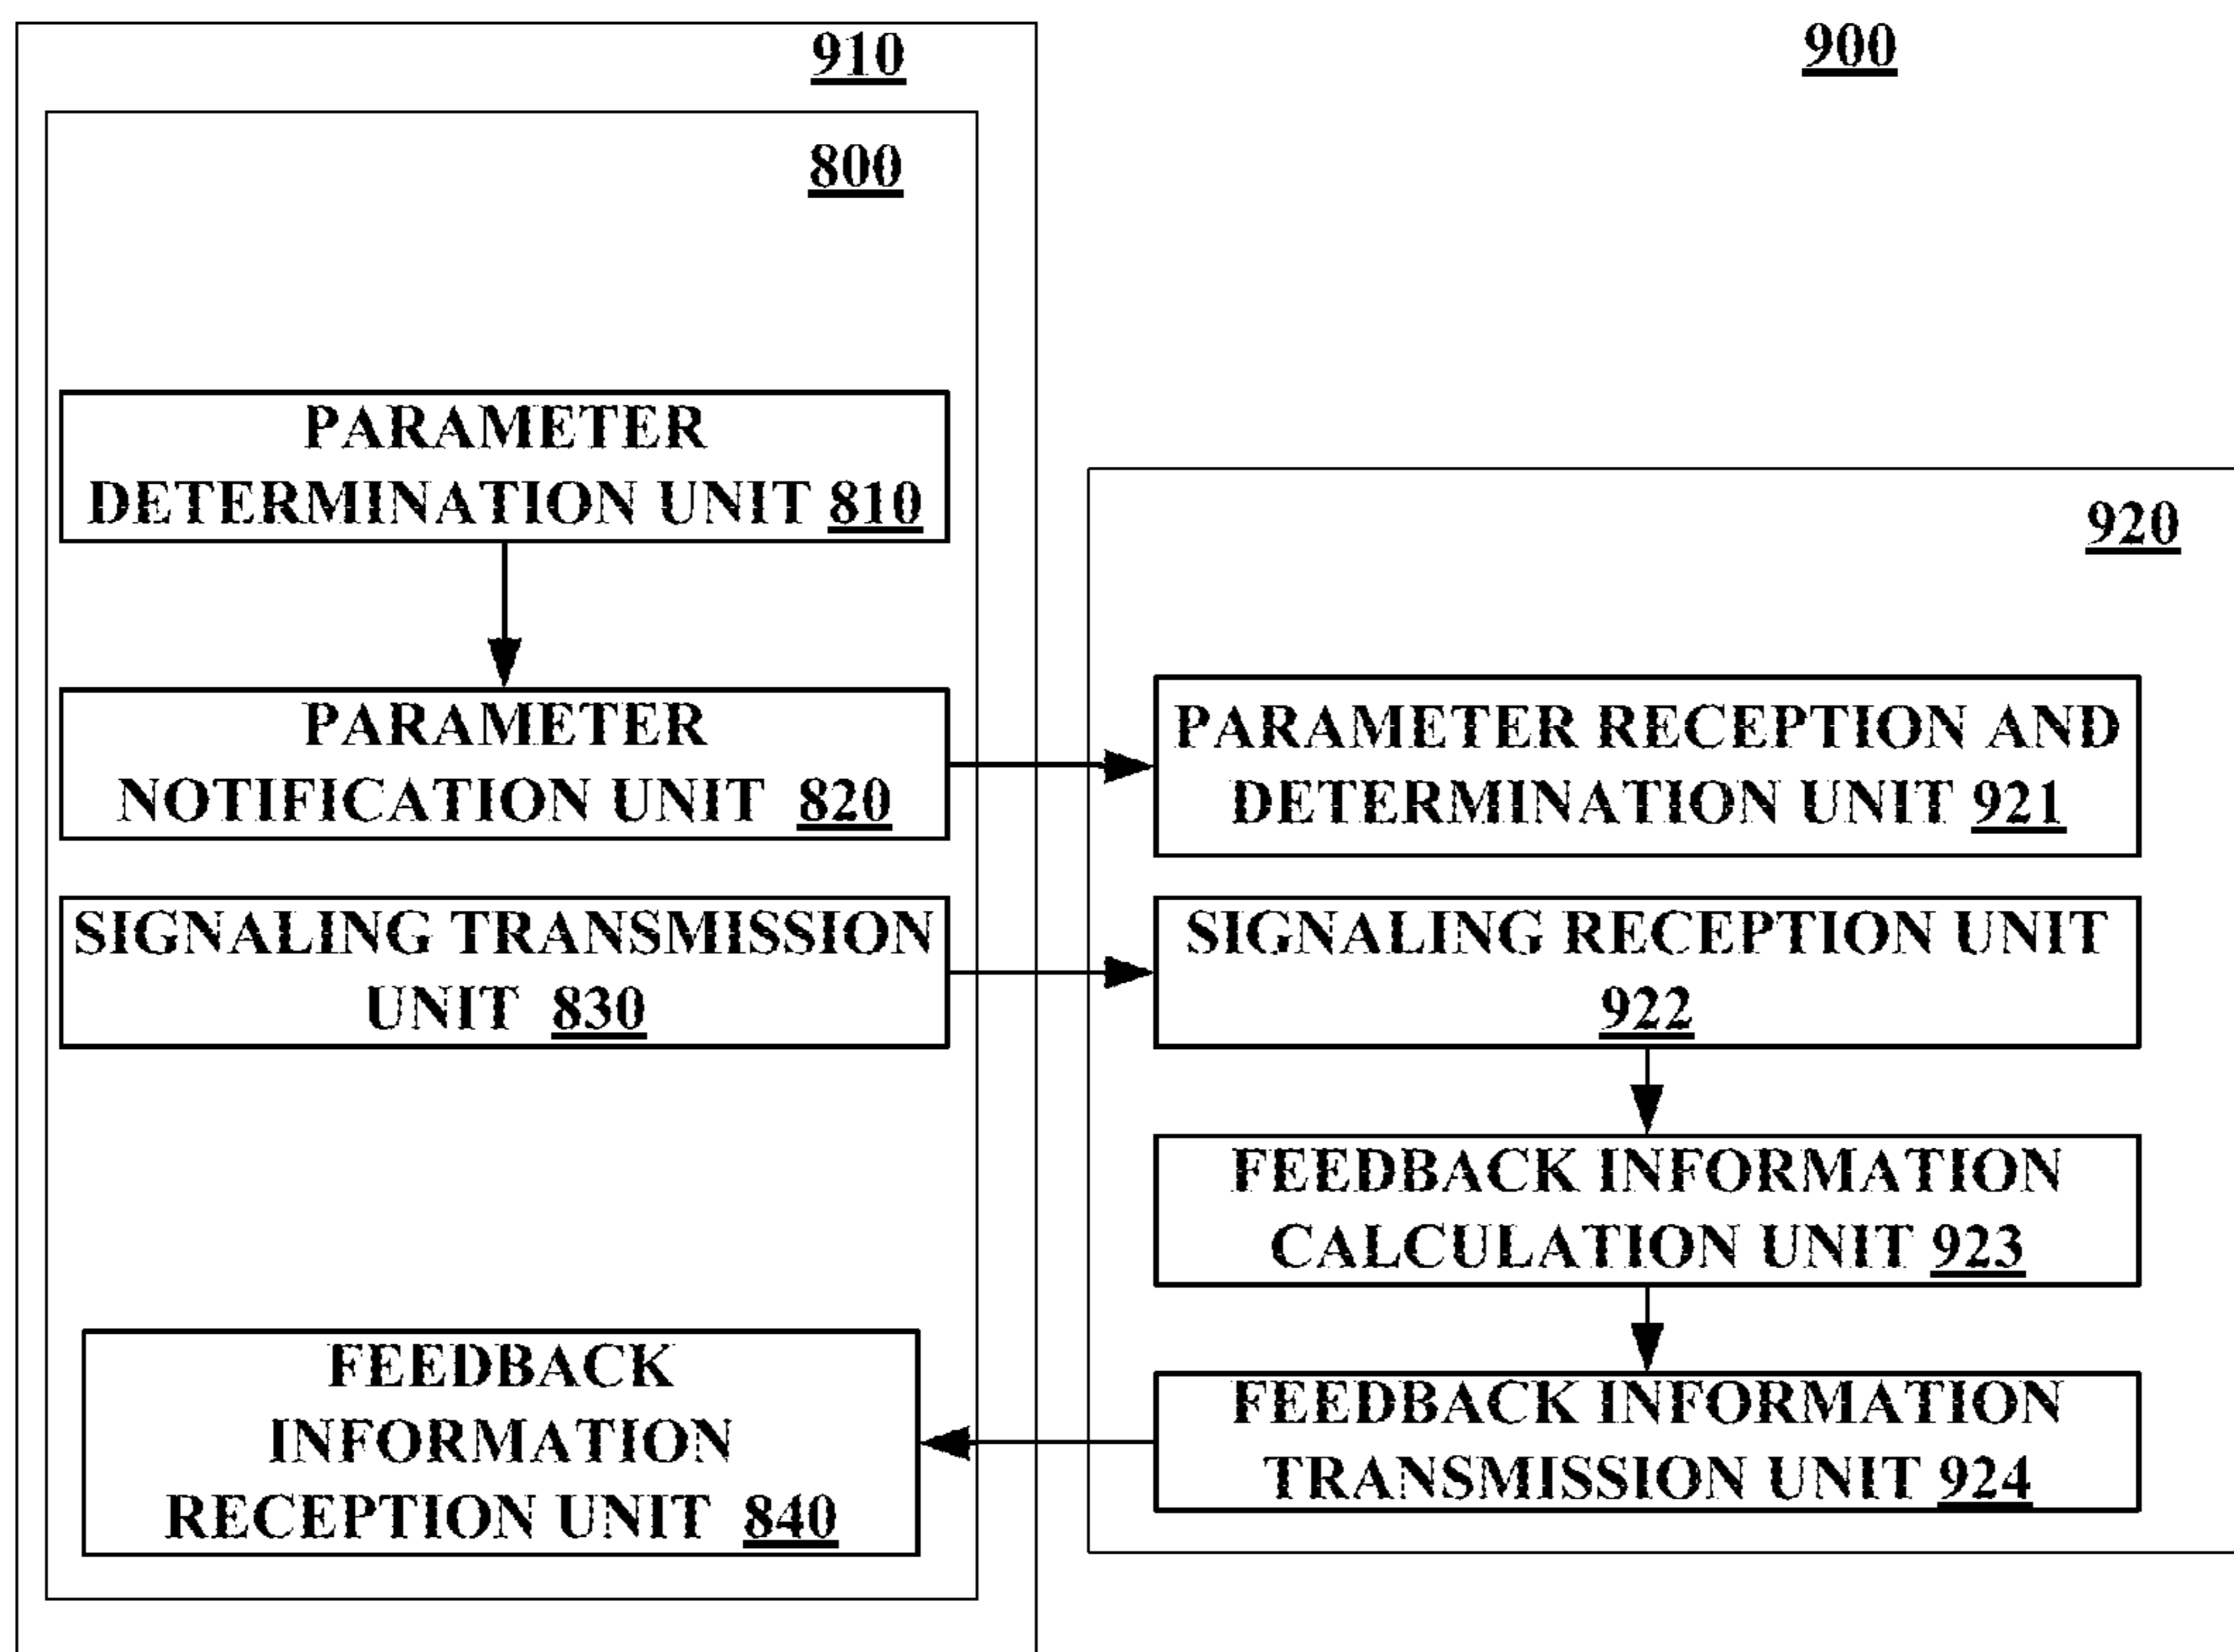 910
900
800
PARAMETER
DETERMINATION UNIT 810
920
PARAMETER
NOTIFICATION UNIT 820
PARAMETER RECEPTION AND
DETERMINATION UNIT 921
SIGNALING TRANSMISSION
UNIT 830
SIGNALING RECEPTION UNIT
922
FEEDBACK INFORMATION
CALCULATION UNIT 923
FEEDBACK
INFORMATION
RECEPTION UNIT 840
FEEDBACK INFORMATION
TRANSMISSION UNIT 924